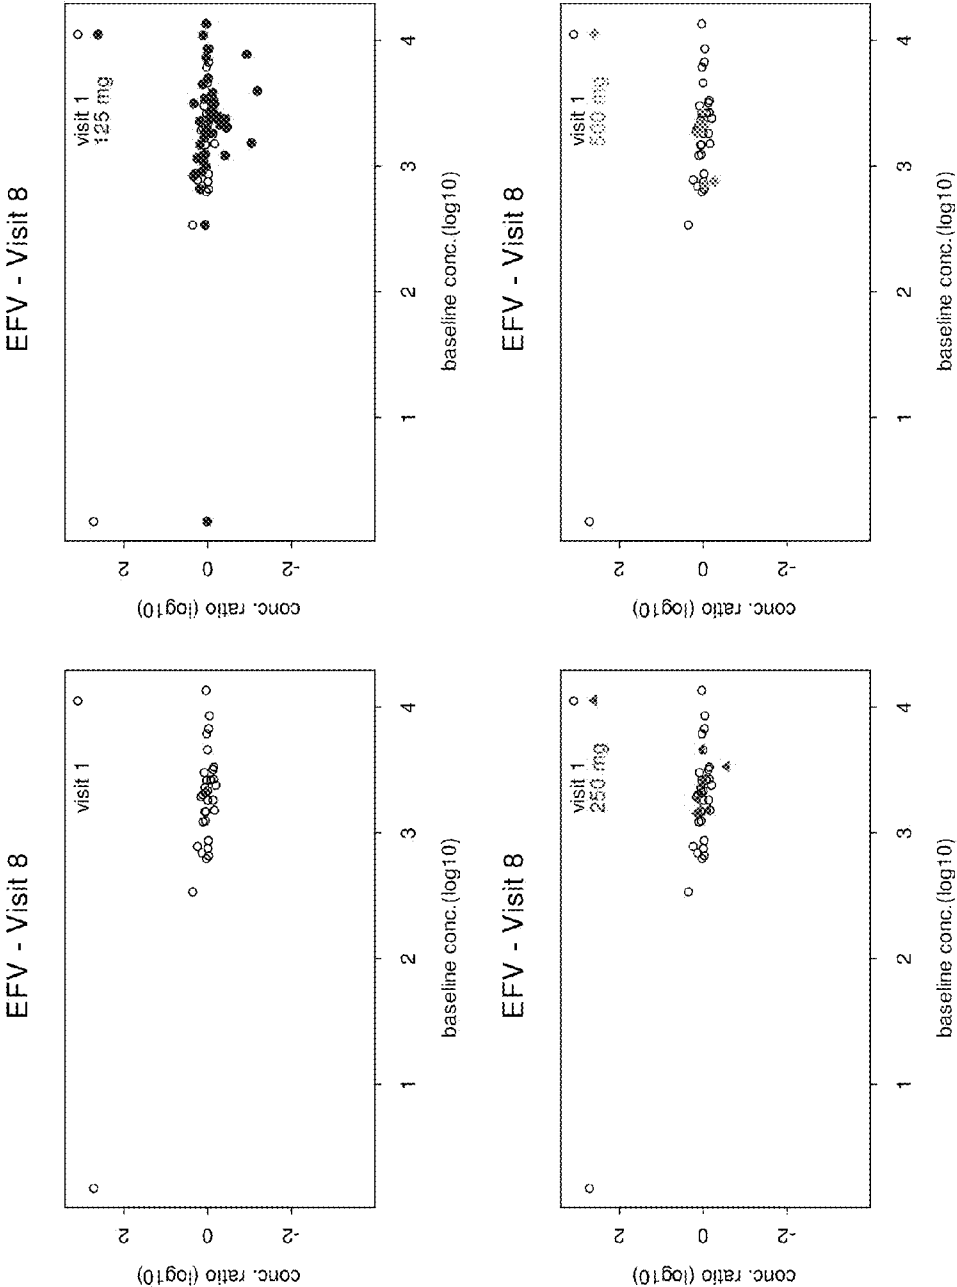 EFV - Visit 8
visit 1
conc. ratio (log10)
2
0
-2
1
2
3
4
baseline conc.(log10)
EFV - Visit 8
visit 1
125 mg
conc. ratio (log10)
2
0
-2
1
2
3
4
baseline conc.(log10)
EFV - Visit 8
visit 1
250 mg
conc. ratio (log10)
2
0
-2
1
2
3
4
baseline conc.(log10)
EFV - Visit 8
visit 1
500 mg
conc. ratio (log10)
2
0
-2
1
2
3
4
baseline conc.(log10)